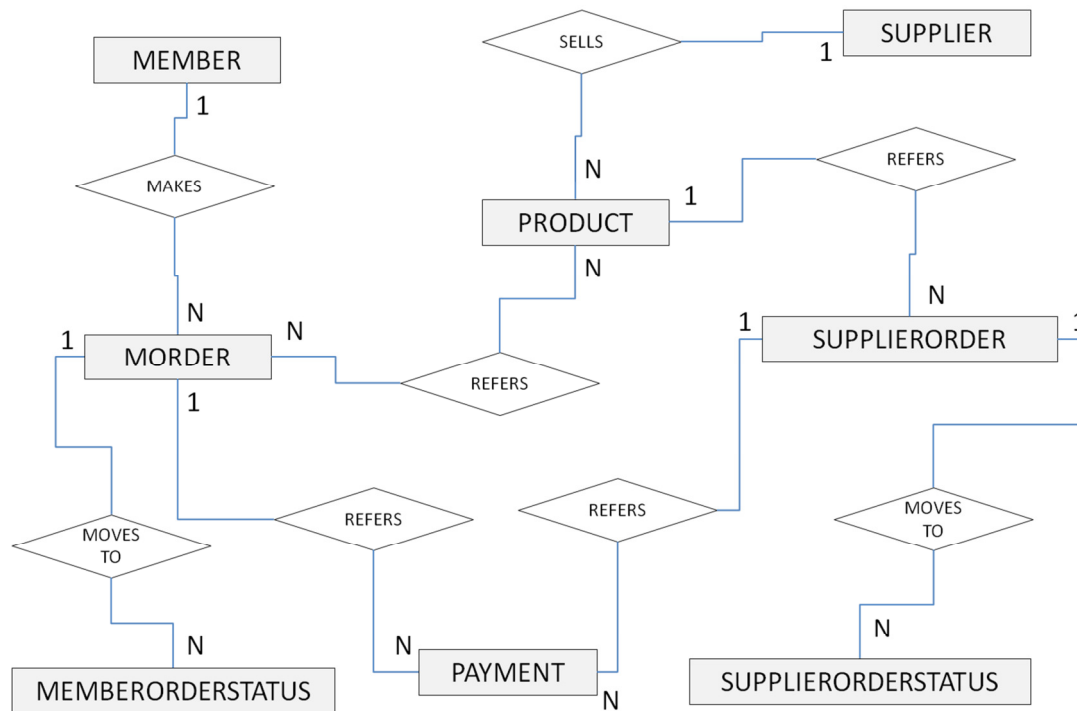 SELLS
SUPPLIER
MEMBER
1
1
REFERS
MAKES
N
1
PRODUCT
N
N
N
N
1
1
1
MORDER
SUPPLIERORDER
REFERS
1
REFERS
REFERS
MOVES
TO
MOVES
TO
N
N
N
PAYMENT
N
MEMBERORDERSTATUS
SUPPLIERORDERSTATUS